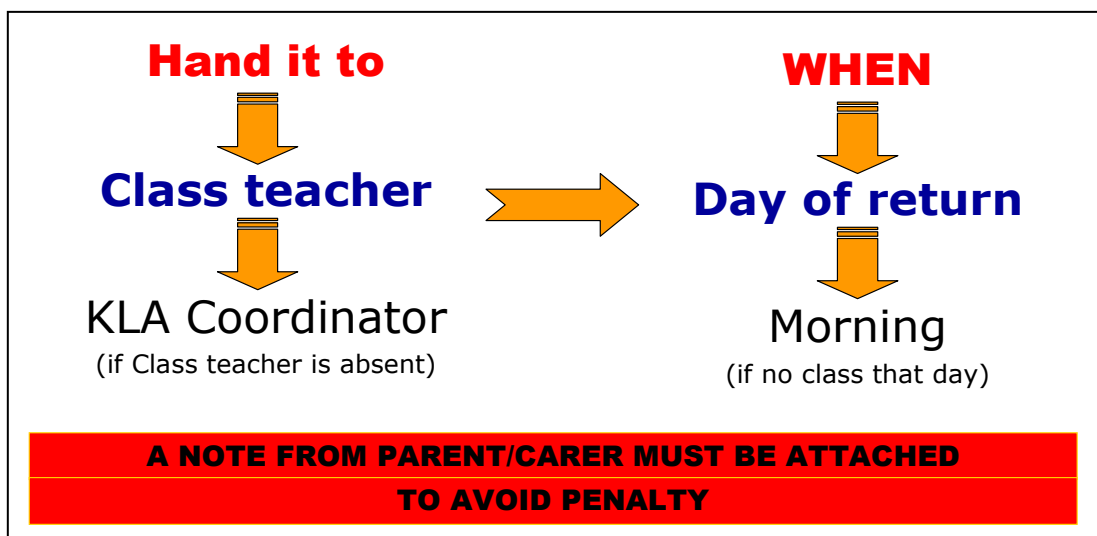 Hand it to
Class teacher
KLA Coordinator
(if Class teacher is absent)
WHEN
Day of return
Morning
(if no class that day)
A NOTE FROM PARENT/CARER MUST BE ATTACHED
TO AVOID PENALTY